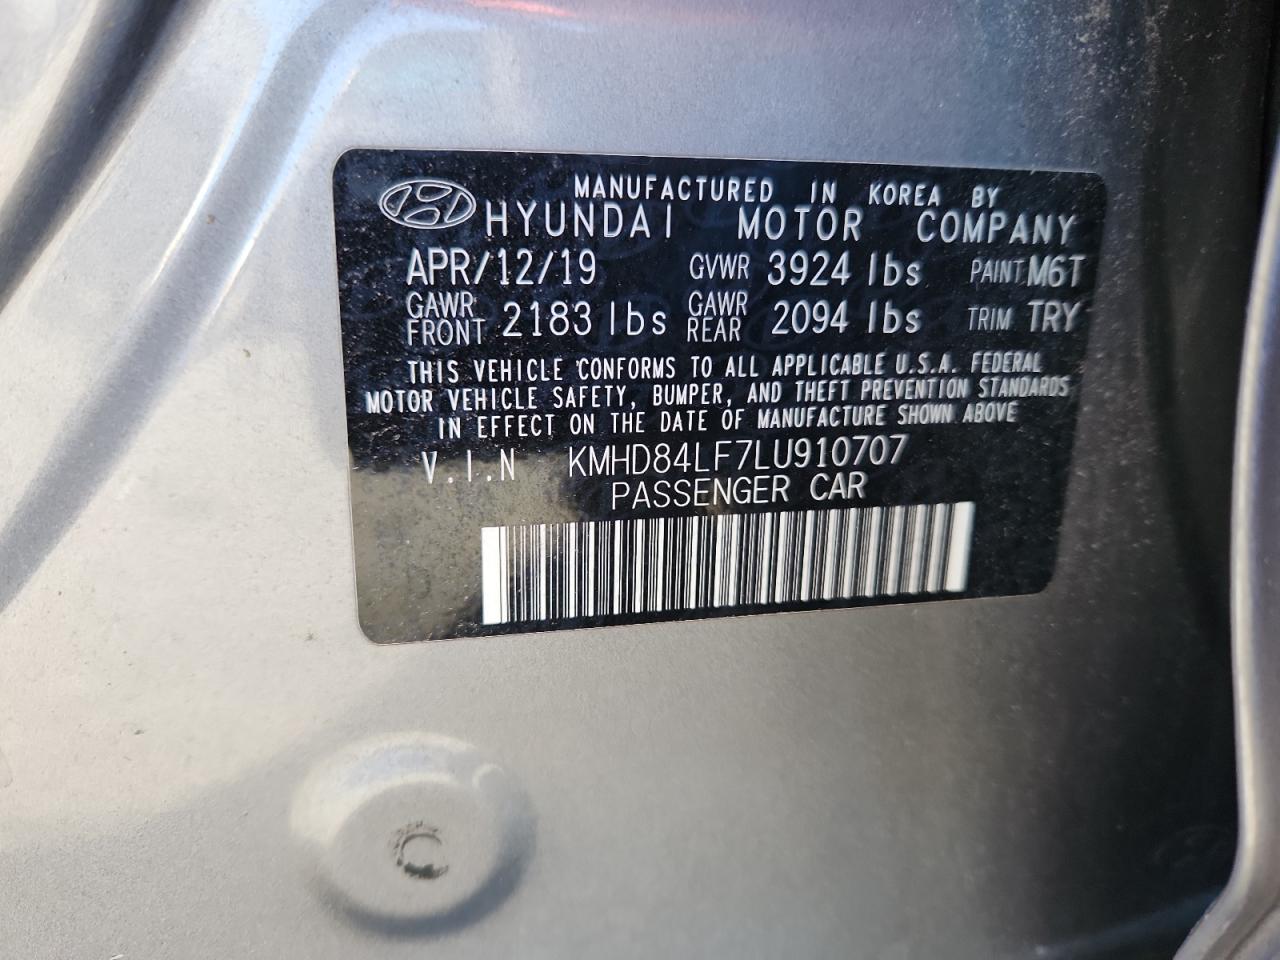 MANUFACTURED IN KOREA BY
HYUNDAI MOTOR COMPANY
APR/12/19 GVWR 3924 lbs PAINT M6T
GAWR FRONT 2183 lbs GAWR REAR 2094 lbs TRIM TRY
THIS VEHICLE CONFORMS TO ALL APPLICABLE U.S.A. FEDERAL
MOTOR VEHICLE SAFETY, BUMPER, AND THEFT PREVENTION STANDARDS
IN EFFECT ON THE DATE OF MANUFACTURE SHOWN ABOVE
V.I.N KMHD84LF7LU910707
PASSENGER CAR